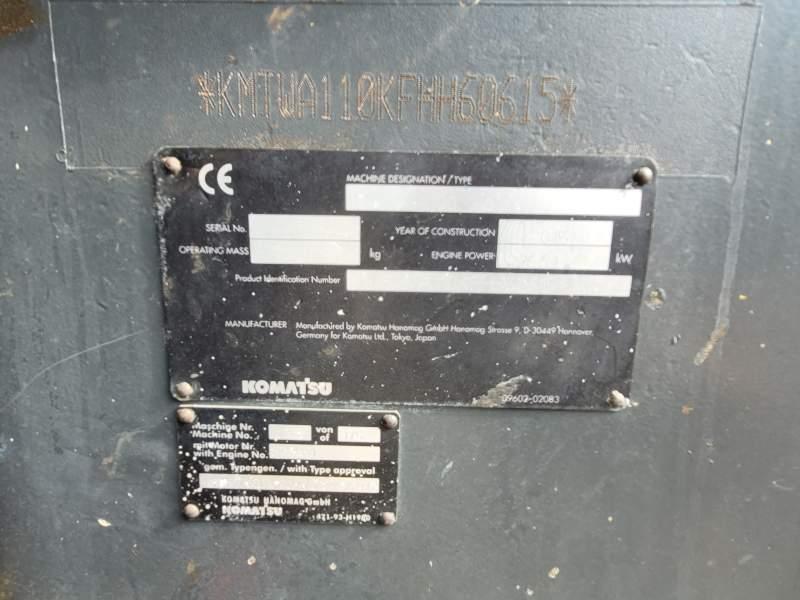 *KMTWA110KFHH60615*
CE
MACHINE DESIGNATION / TYPE
SERIAL No. YEAR OF CONSTRUCTION
OPERATING MASS kg ENGINE POWER kW
Product Identification Number
MANUFACTURER Manufactured by Komatsu Hanomag GmbH Hanomag Strasse 9, D-30449 Hannover,
Germany for Komatsu Ltd., Tokyo, Japan
KOMATSU
09602-02083
Maschige Nr. von
Machine No. of
mit Motor Nr.
with Engine No.
gem. Typengen. / with Type approval
KOMATSU HANOMAG GmbH
KOMATSU